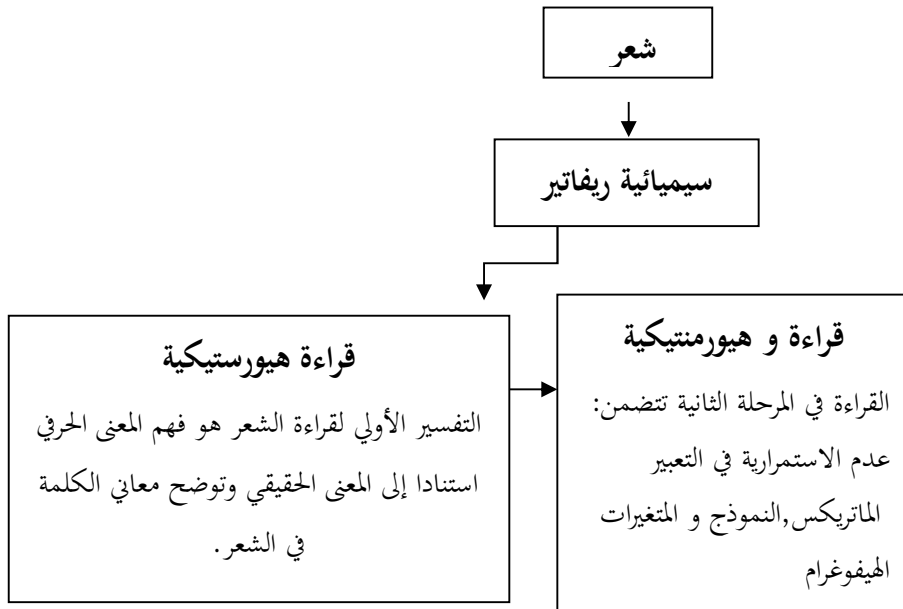 شعر
سيميائية ريفاتير
قراءة هيورستيكية
التفسير الأولي لقراءة الشعر هو فهم المعنى الحرفي
استنادا إلى المعنى الحقيقي وتوضح معاني الكلمة
في الشعر.
قراءة و هيورمنتيكية
القراءة في المرحلة الثانية تتضمن:
عدم الاستمرارية في التعبير
الماتريكس,النموذج و المتغيرات
الهيفوغرام